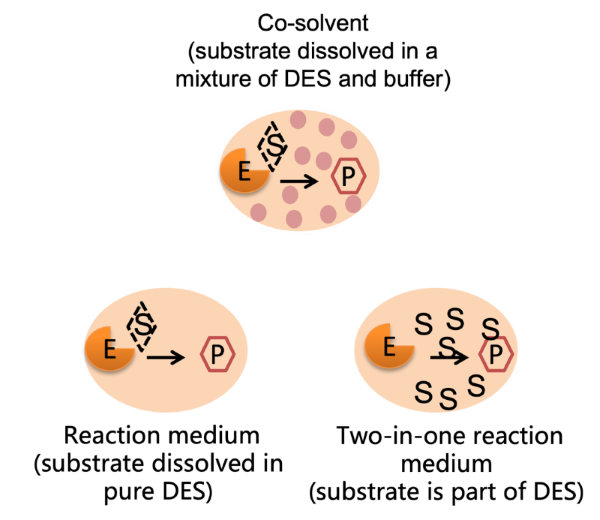 Co-solvent
(substrate dissolved in a
mixture of DES and buffer)
S
E
P
S
E
P
S S S
E
S
P
S S S
Reaction medium
(substrate dissolved in
pure DES)
Two-in-one reaction
medium
(substrate is part of DES)